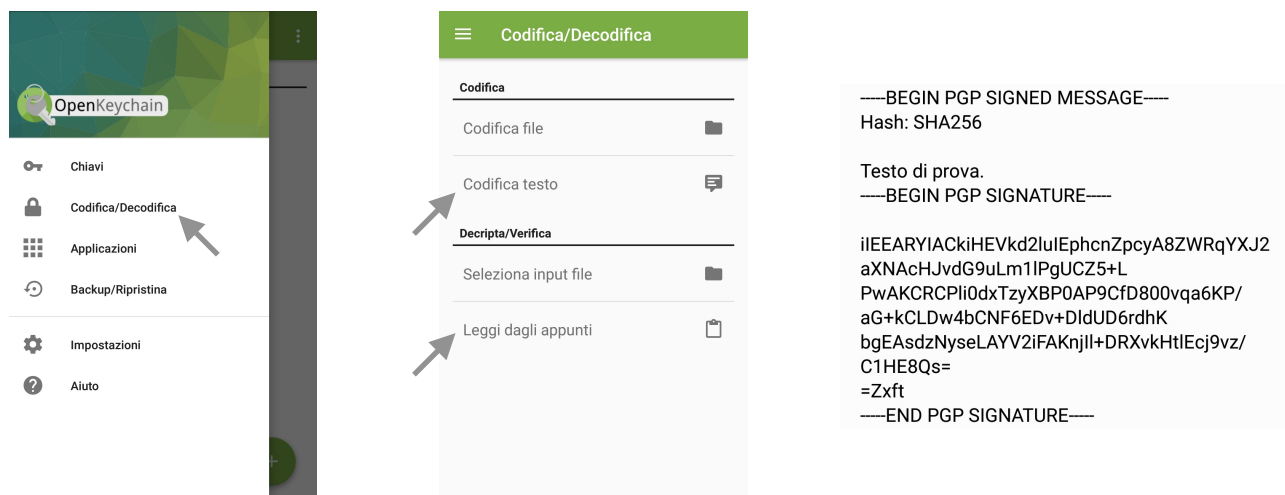 OpenKeychain
Chiavi
Codifica/Decodifica
Applicazioni
Backup/Ripristina
Impostazioni
Aiuto
Codifica/Decodifica
Codifica
Codifica file
Codifica testo
Decripta/Verifica
Seleziona input file
Leggi dagli appunti
-----BEGIN PGP SIGNED MESSAGE-----
Hash: SHA256
Testo di prova.
-----BEGIN PGP SIGNATURE-----
iIEEARYIACkiHEVkd2luIEphcnZpcyA8ZWRqYXJ2
aXNAcHJvdG9uLm1lPgUCZ5+L
PwAKCRCPli0dxTzyXBP0AP9CfD800vqa6KP/
aG+kCLDw4bCNF6EDv+DldUD6rdhK
bgEAsdzNyseLAYV2iFAKnjIl+DRXvkHtlEcj9vz/
C1HE8Qs=
=Zxft
-----END PGP SIGNATURE-----